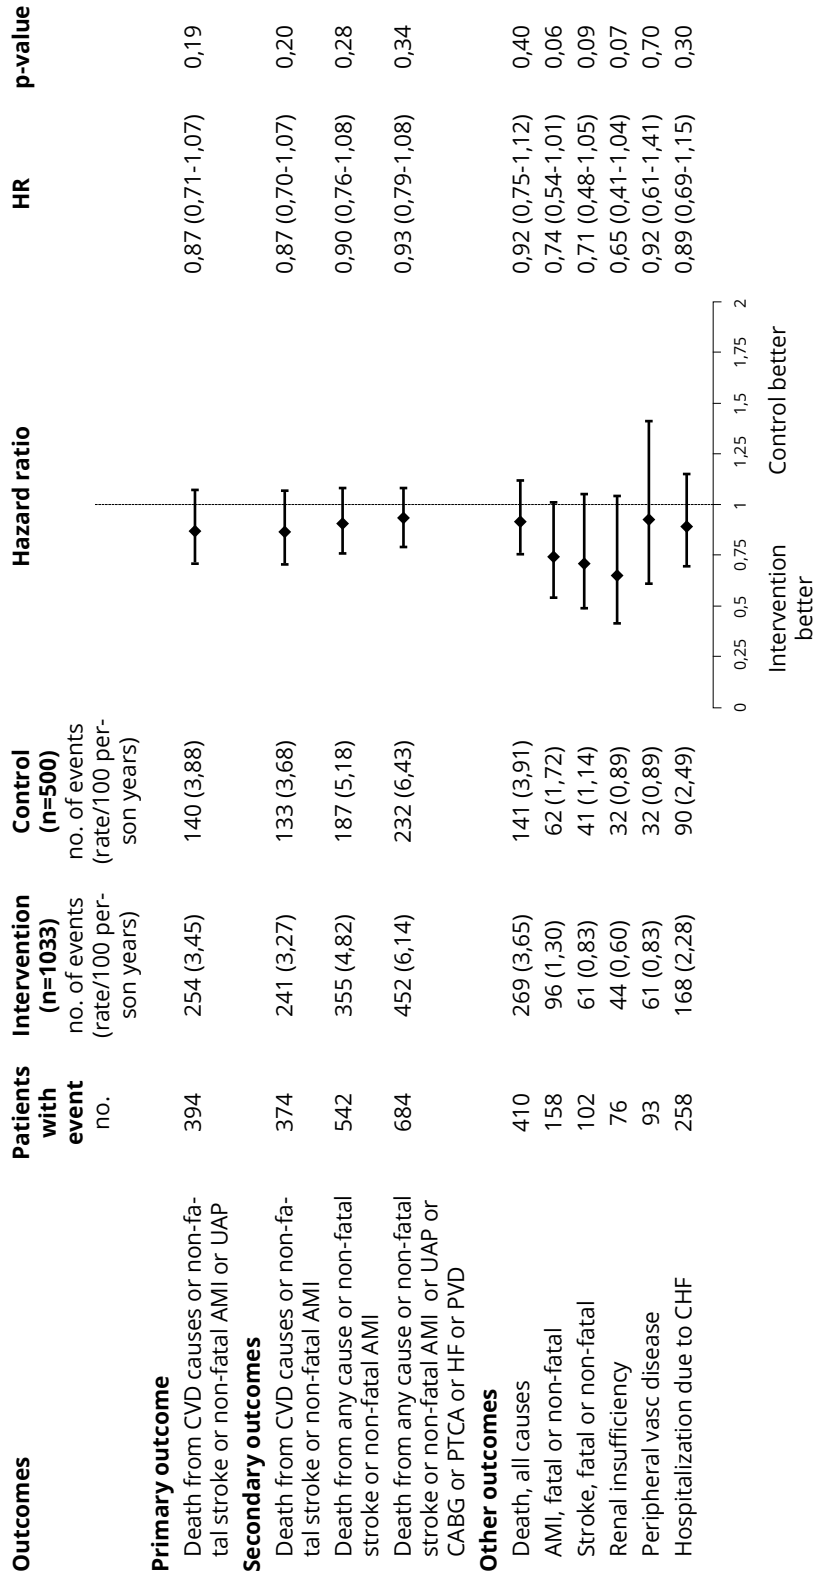 Outcomes
Patients
with
event
no.
Intervention
(n=1033)
no. of events
(rate/100 per-
son years)
Control
(n=500)
no. of events
(rate/100 per-
son years)
Hazard ratio
HR
p-value
Primary outcome
Death from CVD causes or non-fa-
tal stroke or non-fatal AMI or UAP
394
254 (3,45)
140 (3,88)
0,87 (0,71-1,07)
0,19
Secondary outcomes
Death from CVD causes or non-fa-
tal stroke or non-fatal AMI
374
241 (3,27)
133 (3,68)
0,87 (0,70-1,07)
0,20
Death from any cause or non-fatal
stroke or non-fatal AMI
542
355 (4,82)
187 (5,18)
0,90 (0,76-1,08)
0,28
Death from any cause or non-fatal
stroke or non-fatal AMI or UAP or
CABG or PTCA or HF or PVD
684
452 (6,14)
232 (6,43)
0,93 (0,79-1,08)
0,34
Other outcomes
Death, all causes
410
269 (3,65)
141 (3,91)
0,92 (0,75-1,12)
0,40
AMI, fatal or non-fatal
158
96 (1,30)
62 (1,72)
0,74 (0,54-1,01)
0,06
Stroke, fatal or non-fatal
102
61 (0,83)
41 (1,14)
0,71 (0,48-1,05)
0,09
Renal insufficiency
76
44 (0,60)
32 (0,89)
0,65 (0,41-1,04)
0,07
Peripheral vasc disease
93
61 (0,83)
32 (0,89)
0,92 (0,61-1,41)
0,70
Hospitalization due to CHF
258
168 (2,28)
90 (2,49)
0,89 (0,69-1,15)
0,30
0 0,25 0,5 0,75 1 1,25 1,5 1,75 2
Intervention
better
Control better